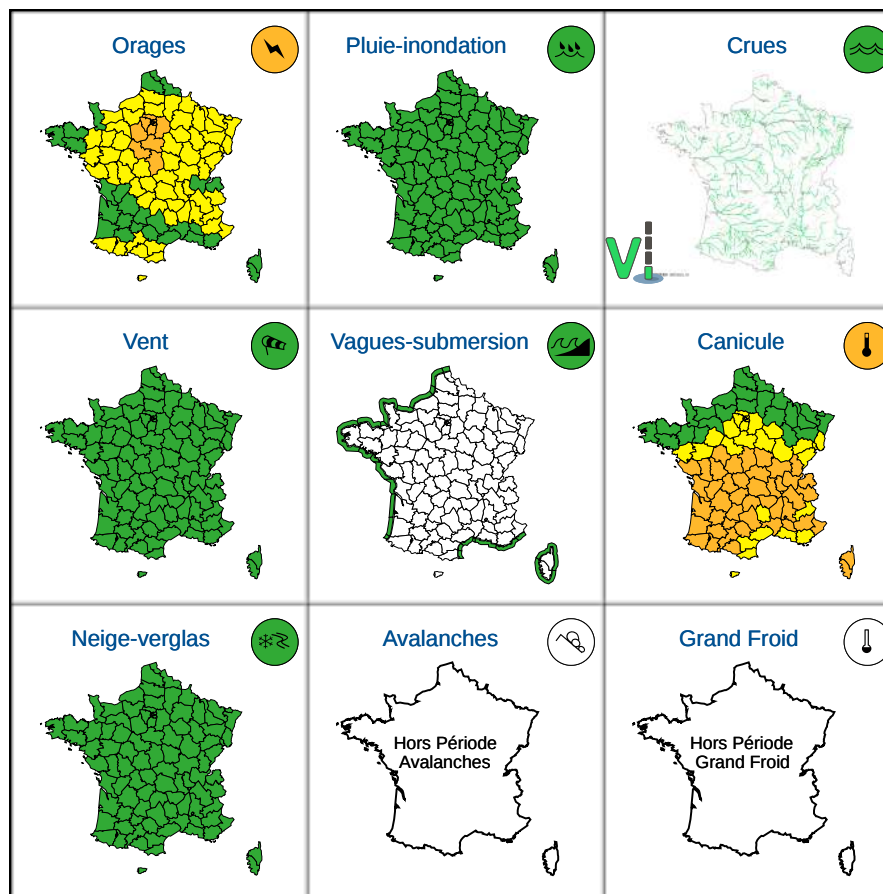 Orages
Pluie-inondation
Crues
Vent
Vagues-submersion
Canicule
Neige-verglas
Avalanches
Grand Froid
Hors Période
Avalanches
Hors Période
Grand Froid